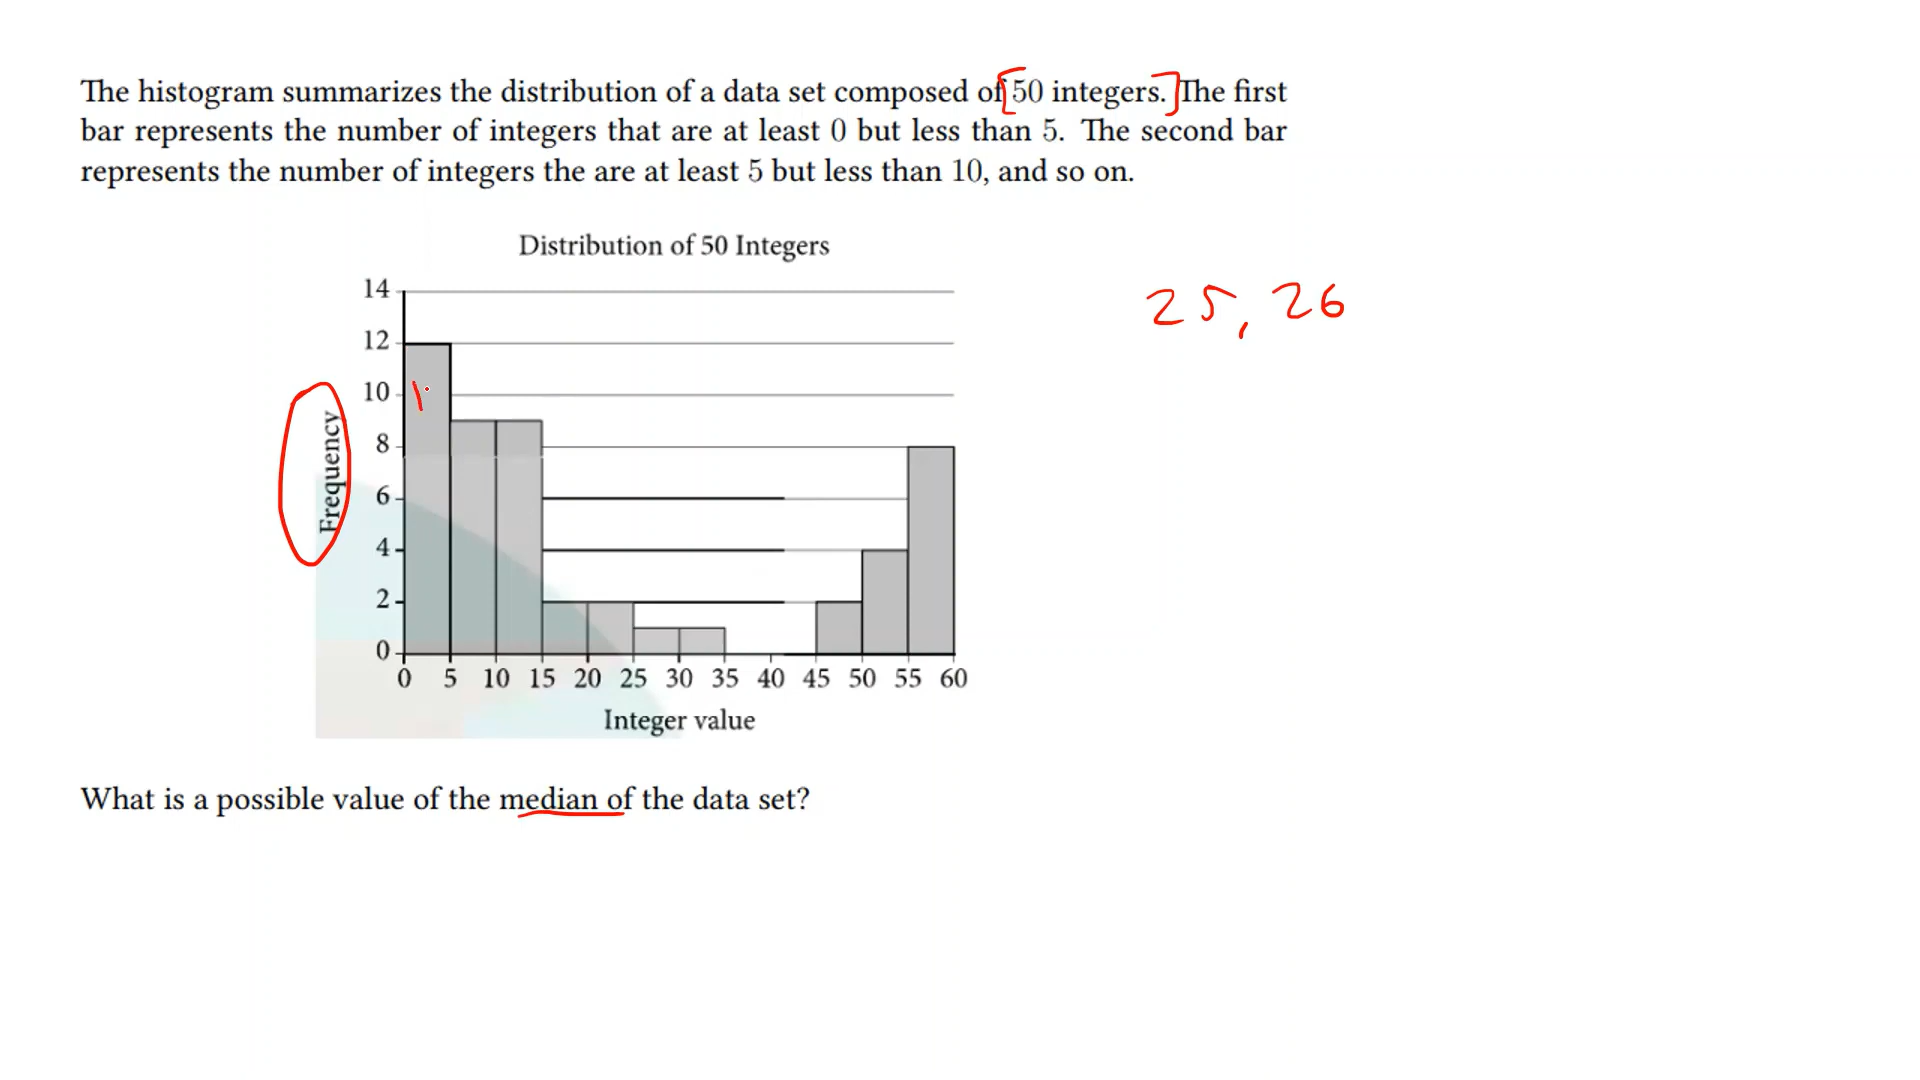 The histogram summarizes the distribution of a data set composed of [50 integers.] The first
bar represents the number of integers that are at least 0 but less than 5. The second bar
represents the number of integers the are at least 5 but less than 10, and so on.
Distribution of 50 Integers
25, 26
14
12
10
8
6
4
2
0
Frequency
0 5 10 15 20 25 30 35 40 45 50 55 60
Integer value
What is a possible value of the median of the data set?